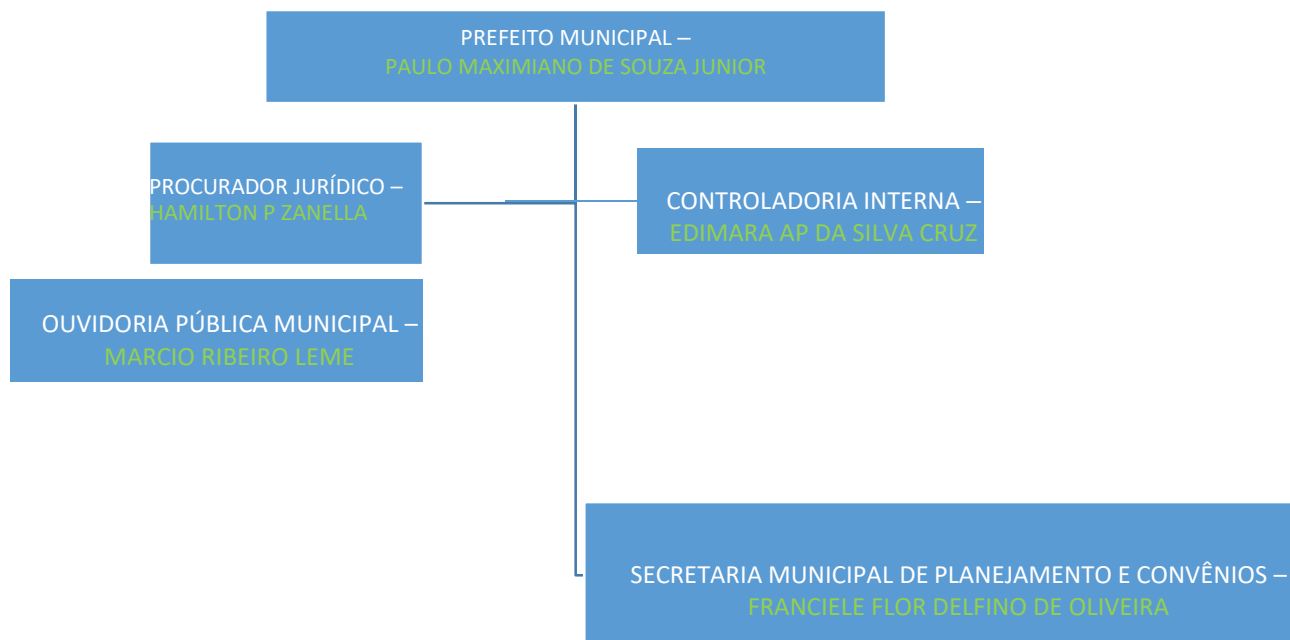 PREFEITO MUNICIPAL –
PAULO MAXIMIANO DE SOUZA JUNIOR
PROCURADOR JURÍDICO –
HAMILTON P ZANELLA
CONTROLADORIA INTERNA –
EDIMARA AP DA SILVA CRUZ
OUVIDORIA PÚBLICA MUNICIPAL –
MARCIO RIBEIRO LEME
SECRETARIA MUNICIPAL DE PLANEJAMENTO E CONVÊNIOS –
FRANCIELE FLOR DELFINO DE OLIVEIRA